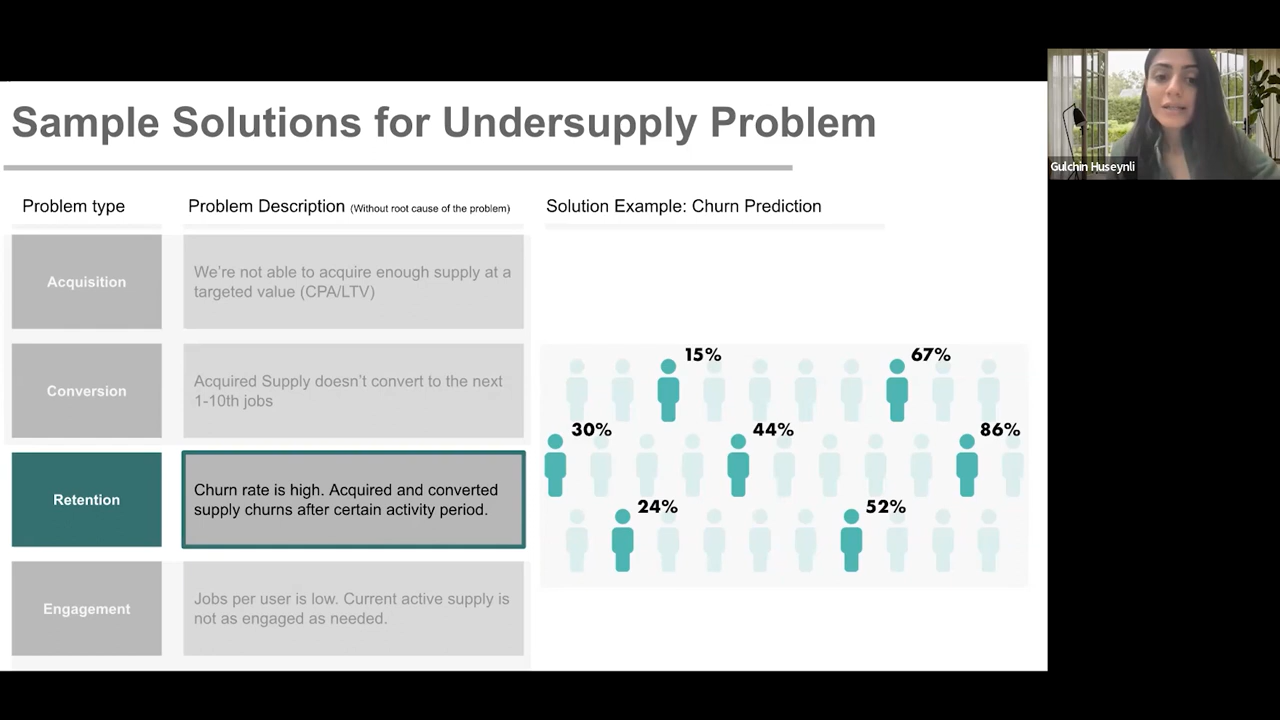 Sample Solutions for Undersupply Problem
Gulchin Huseynli
Problem type
Problem Description (Without root cause of the problem)
Solution Example: Churn Prediction
Acquisition
We're not able to acquire enough supply at a
targeted value (CPA/LTV)
Conversion
Acquired Supply doesn't convert to the next
1-10th jobs
Retention
Churn rate is high. Acquired and converted
supply churns after certain activity period.
Engagement
Jobs per user is low. Current active supply is
not as engaged as needed.
15%
67%
30%
44%
86%
24%
52%